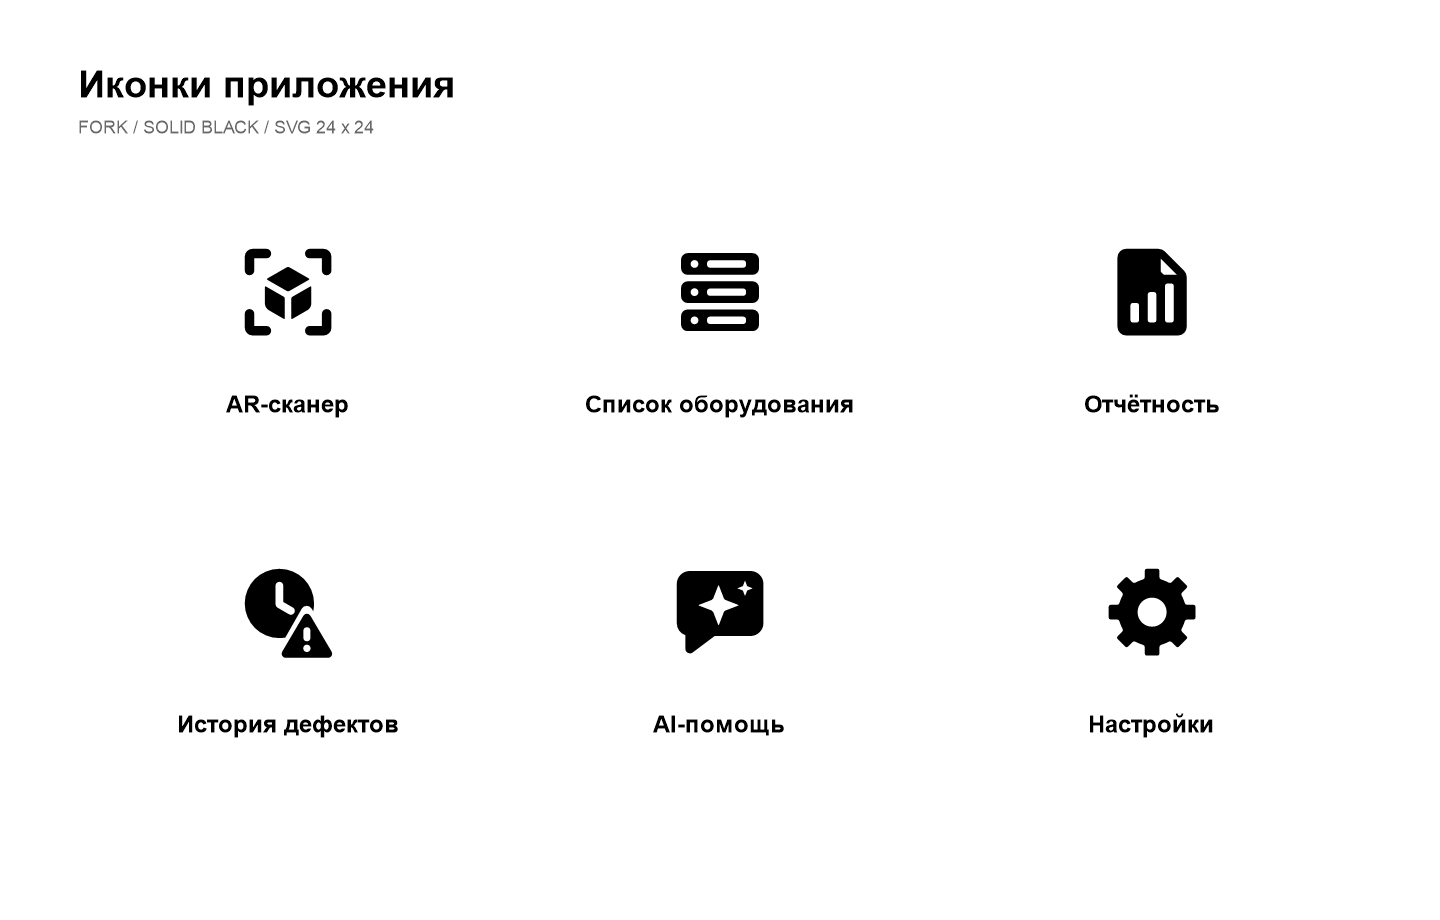 Иконки приложения
FORK / SOLID BLACK / SVG 24 x 24
AR-сканер
Список оборудования
Отчётность
История дефектов
AI-помощь
Настройки